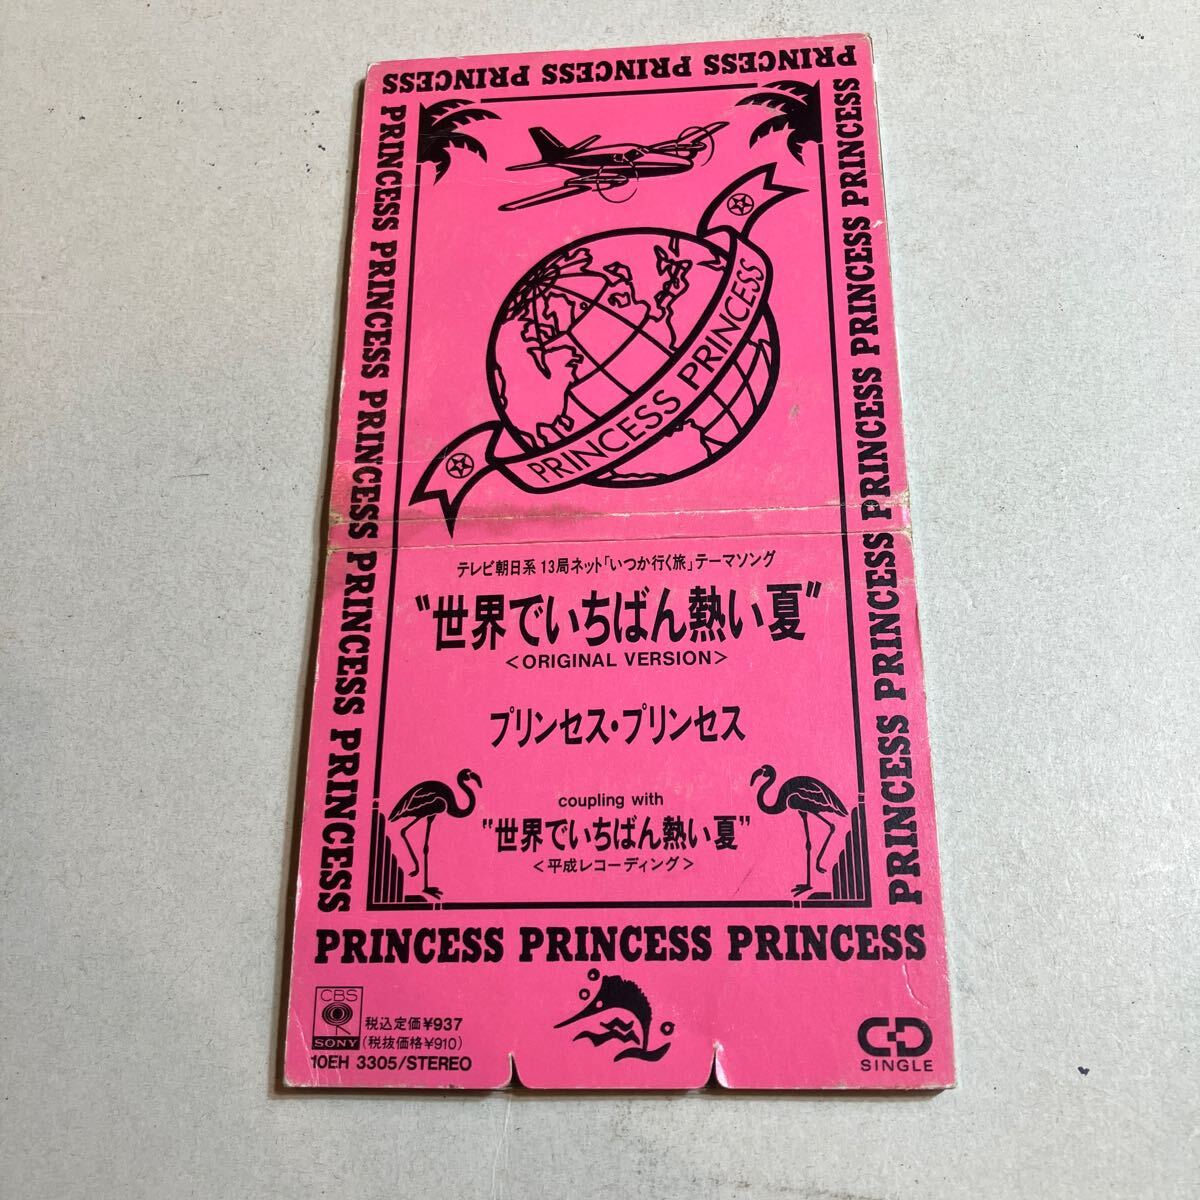 PRINCESS PRINCESS PRINCESS
PRINCESS PRINCESS PRINCESS PRINCESS PRINCESS
PRINCESS PRINCESS PRINCESS PRINCESS PRINCESS
PRINCESS PRINCESS
テレビ朝日系13局ネット「いつか行く旅」テーマソング
"世界でいちばん熱い夏"
<ORIGINAL VERSION>
プリンセス・プリンセス
coupling with
"世界でいちばん熱い夏"
<平成レコーディング>
PRINCESS PRINCESS PRINCESS
CBS
SONY
税込定価¥937
(税抜価格¥910)
10EH 3305/STEREO
CD
SINGLE